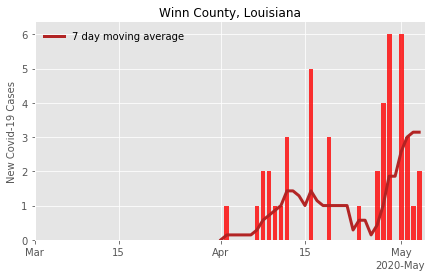 Winn County, Louisiana
7 day moving average
New Covid-19 Cases
6
5
4
3
2
1
0
Mar 15 Apr 15 May
2020-May